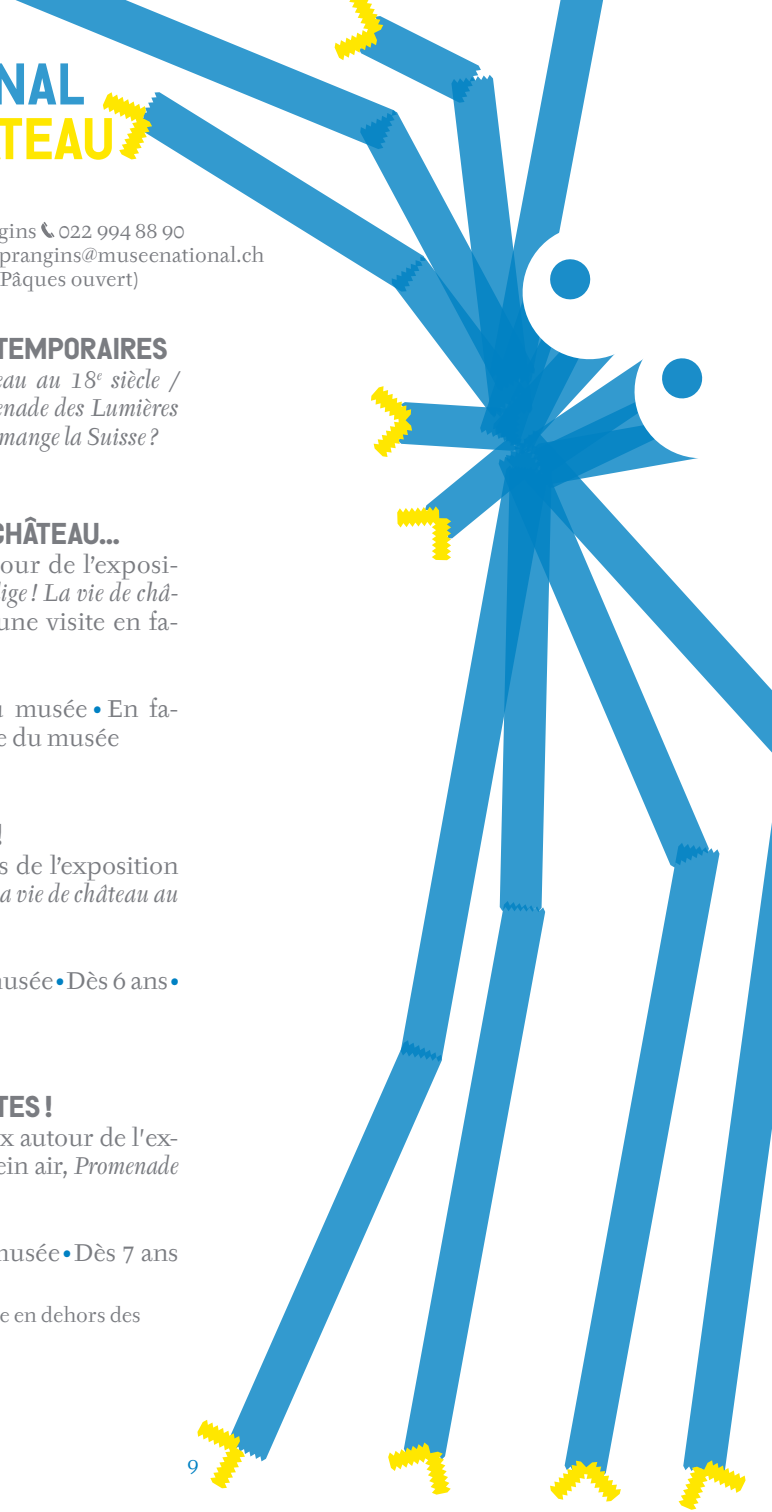 NAL
TEAU
gins 022 994 88 90
prangins@museenational.ch
Pâques ouvert)
TEMPORAIRES
eau au 18e siècle /
enade des Lumières
mange la Suisse ?
CHÂTEAU...
our de l’exposi-
ige ! La vie de châ-
une visite en fa-
u musée • En fa-
e du musée
!
s de l’exposition
a vie de château au
nusée • Dès 6 ans •
TES !
x autour de l'ex-
ein air, Promenade
nusée • Dès 7 ans
e en dehors des
9